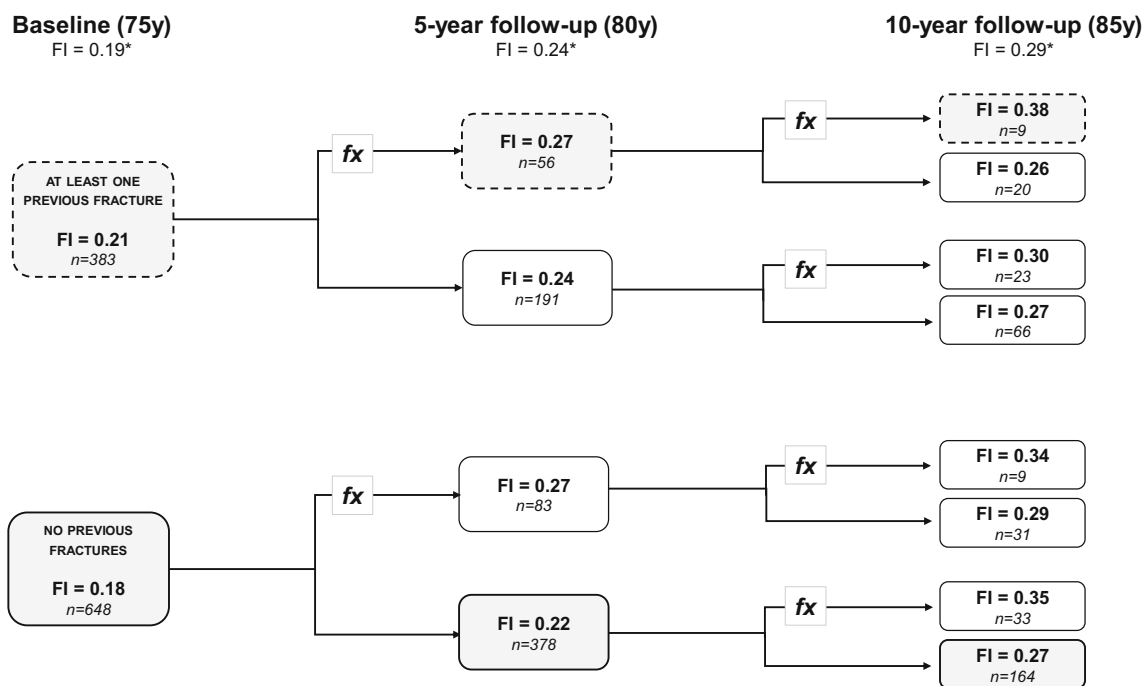 Baseline (75y)
FI = 0.19*
5-year follow-up (80y)
FI = 0.24*
10-year follow-up (85y)
FI = 0.29*
AT LEAST ONE
PREVIOUS FRACTURE
FI = 0.21
n=383
fx
FI = 0.27
n=56
fx
FI = 0.38
n=9
FI = 0.26
n=20
FI = 0.24
n=191
fx
FI = 0.30
n=23
FI = 0.27
n=66
NO PREVIOUS
FRACTURES
FI = 0.18
n=648
fx
FI = 0.27
n=83
fx
FI = 0.34
n=9
FI = 0.29
n=31
FI = 0.22
n=378
fx
FI = 0.35
n=33
FI = 0.27
n=164